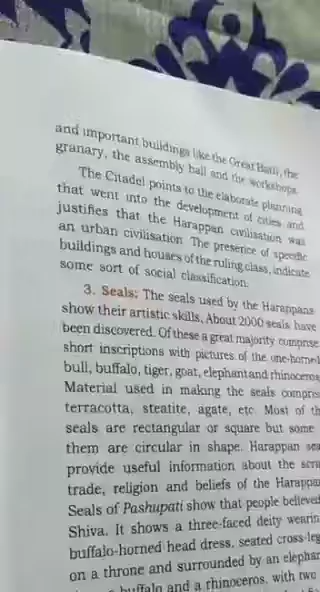 and important buildings like the Great Bath, the
granary, the assembly hall and the workshops.
The Citadel points to the elaborate planning
that went into the development of cities and
justifies that the Harappan civilisation was
an urban civilisation. The presence of specific
buildings and houses of the ruling class, indicate
some sort of social classification.
3. Seals: The seals used by the Harappans
show their artistic skills. About 2000 seals have
been discovered. Of these a great majority comprise
short inscriptions with pictures of the one-horned
bull, buffalo, tiger, goat, elephant and rhinoceros.
Material used in making the seals compris
terracotta, steatite, agate, etc. Most of th
seals are rectangular or square but some
them are circular in shape. Harappan sea
provide useful information about the scri
trade, religion and beliefs of the Harappan
Seals of Pashupati show that people believed
Shiva. It shows a three-faced deity wearin
buffalo-horned head dress, seated cross-leg
on a throne and surrounded by an elephan
buffalo and a rhinoceros, with two